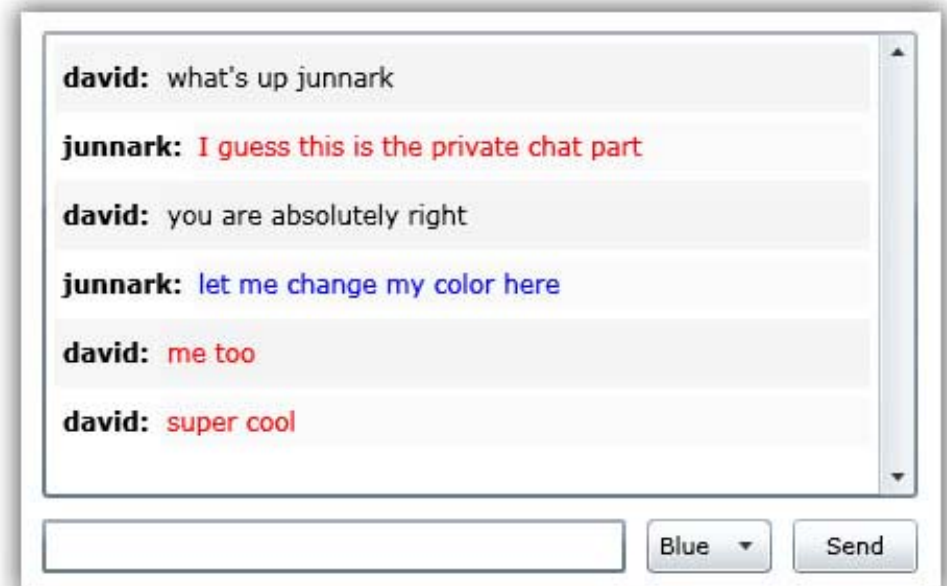 david: what's up junnark
junnark: I guess this is the private chat part
david: you are absolutely right
junnark: let me change my color here
david: me too
david: super cool
Blue Send